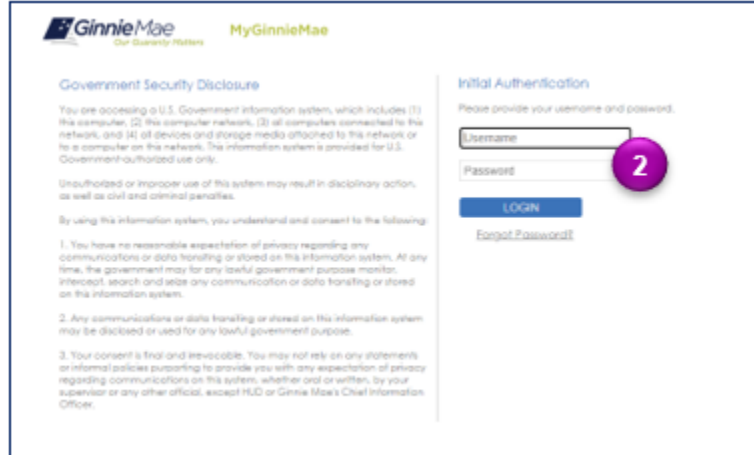 GinnieMae
Our Guaranty Matters
MyGinnieMae
Government Security Disclosure
You are accessing a U.S. Government information system, which includes (1)
this computer, (2) this computer network, (3) all computers connected to this
network, and (4) all devices and storage media attached to this network or
to a computer on this network. This information system is provided for U.S.
Government-authorized use only.
Unauthorized or improper use of this system may result in disciplinary action,
as well as civil and criminal penalties.
By using this information system, you understand and consent to the following:
1. You have no reasonable expectation of privacy regarding any
communications or data transiting or stored on this information system. At any
time, the government may for any lawful government purpose monitor,
intercept, search and seize any communication or data transiting or stored
on this information system.
2. Any communications or data transiting or stored on this information system
may be disclosed or used for any lawful government purpose.
3. Your consent is final and irrevocable. You may not rely on any statements
or informal policies purporting to provide you with any expectation of privacy
regarding communications on this system, whether oral or written, by your
supervisor or any other official, except HUD or Ginnie Mae's Chief Information
Officer.
Initial Authentication
Please provide your username and password.
Username
Password
2
LOGIN
Forgot Password?